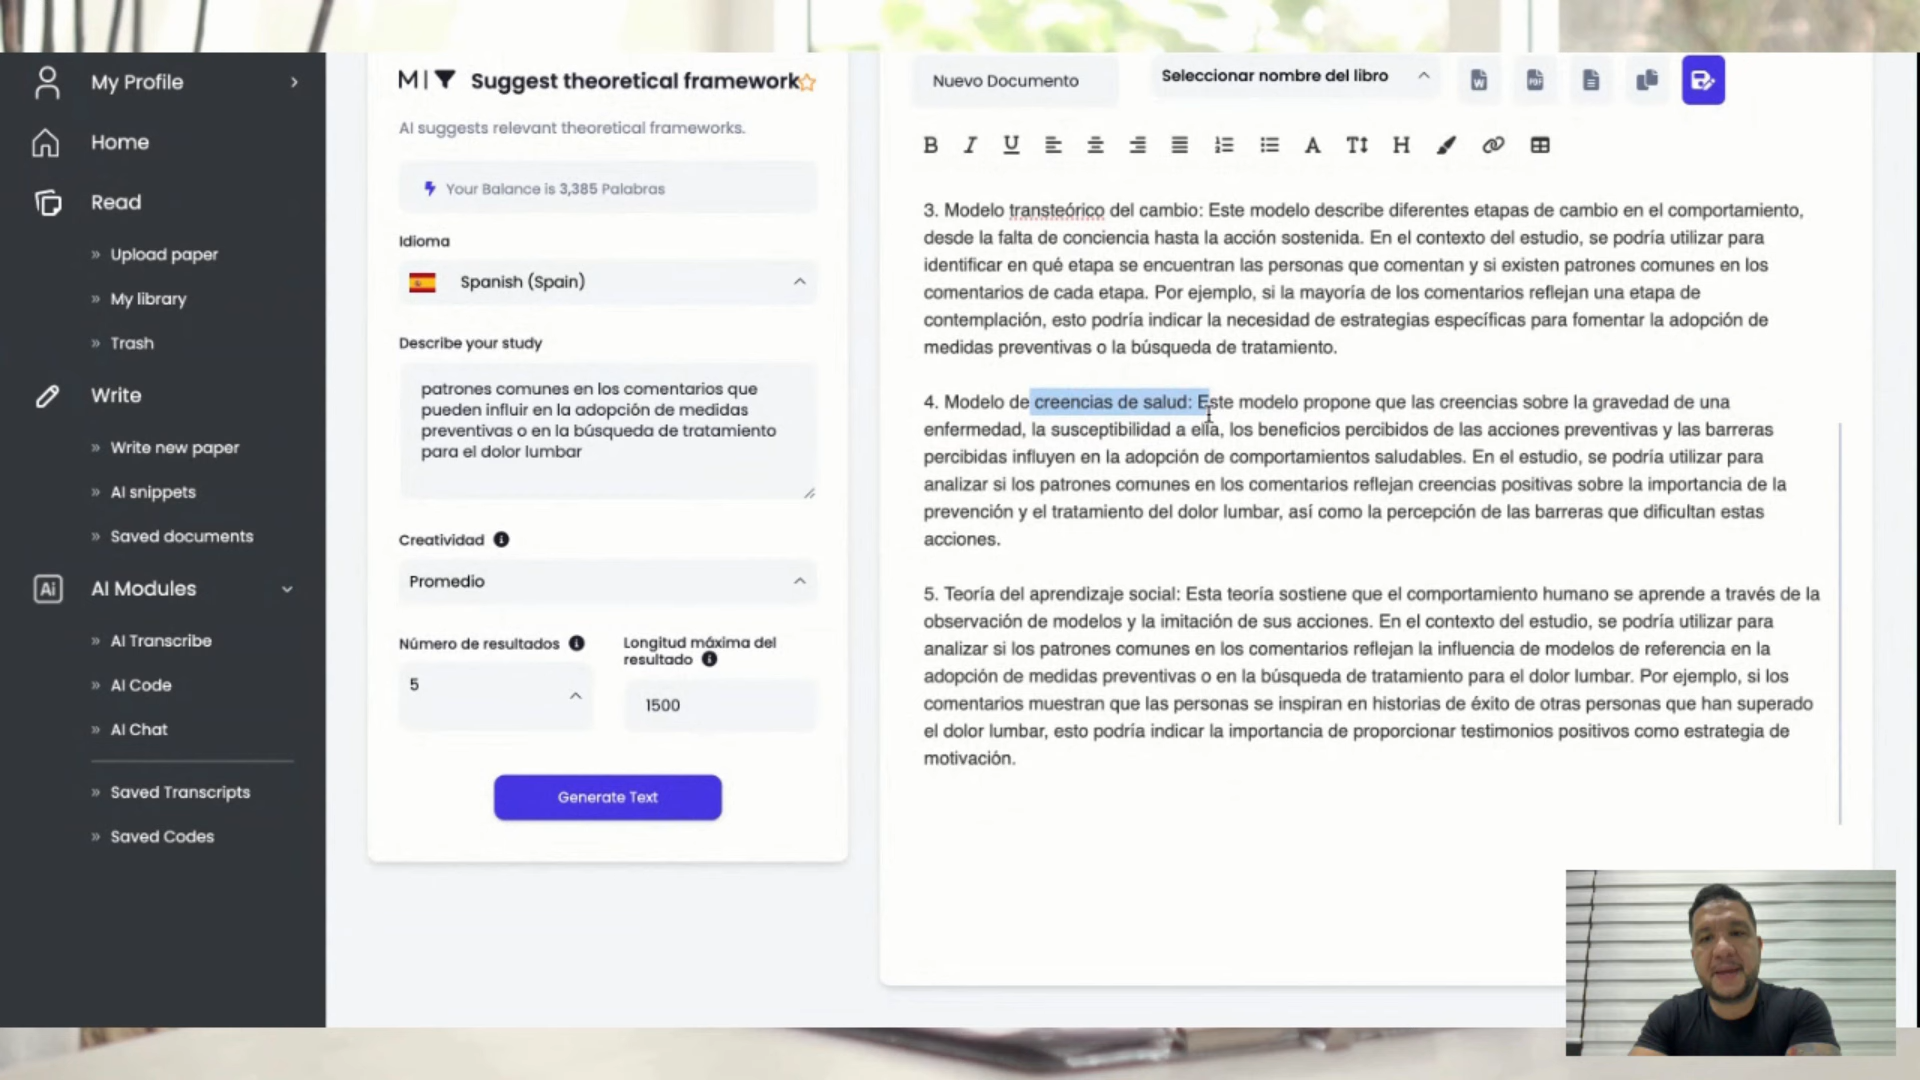 My Profile
Home
Read
» Upload paper
» My library
» Trash
Write
» Write new paper
» AI snippets
» Saved documents
Ai AI Modules
» AI Transcribe
» AI Code
» AI Chat
» Saved Transcripts
» Saved Codes
M | Suggest theoretical framework
AI suggests relevant theoretical frameworks.
Your Balance is 3,385 Palabras
Idioma
Spanish (Spain)
Describe your study
patrones comunes en los comentarios que
pueden influir en la adopción de medidas
preventivas o en la búsqueda de tratamiento
para el dolor lumbar
Creatividad
Promedio
Número de resultados
5
Longitud máxima del
resultado
1500
Generate Text
Nuevo Documento
Seleccionar nombre del libro
W PDF
B I U A T H
3. Modelo transteórico del cambio: Este modelo describe diferentes etapas de cambio en el comportamiento,
desde la falta de conciencia hasta la acción sostenida. En el contexto del estudio, se podría utilizar para
identificar en qué etapa se encuentran las personas que comentan y si existen patrones comunes en los
comentarios de cada etapa. Por ejemplo, si la mayoría de los comentarios reflejan una etapa de
contemplación, esto podría indicar la necesidad de estrategias específicas para fomentar la adopción de
medidas preventivas o la búsqueda de tratamiento.
4. Modelo de creencias de salud: Este modelo propone que las creencias sobre la gravedad de una
enfermedad, la susceptibilidad a ella, los beneficios percibidos de las acciones preventivas y las barreras
percibidas influyen en la adopción de comportamientos saludables. En el estudio, se podría utilizar para
analizar si los patrones comunes en los comentarios reflejan creencias positivas sobre la importancia de la
prevención y el tratamiento del dolor lumbar, así como la percepción de las barreras que dificultan estas
acciones.
5. Teoría del aprendizaje social: Esta teoría sostiene que el comportamiento humano se aprende a través de la
observación de modelos y la imitación de sus acciones. En el contexto del estudio, se podría utilizar para
analizar si los patrones comunes en los comentarios reflejan la influencia de modelos de referencia en la
adopción de medidas preventivas o en la búsqueda de tratamiento para el dolor lumbar. Por ejemplo, si los
comentarios muestran que las personas se inspiran en historias de éxito de otras personas que han superado
el dolor lumbar, esto podría indicar la importancia de proporcionar testimonios positivos como estrategia de
motivación.